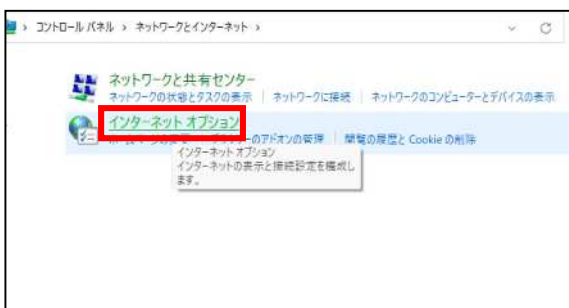 › コントロール パネル › ネットワークとインターネット ›
ネットワークと共有センター
ネットワークの状態とタスクの表示 | ネットワークに接続 | ネットワークのコンピューターとデバイスの表示
インターネット オプション
のアドオンの管理 | 閲覧の履歴と Cookie の削除
インターネット オプション
インターネットの表示と接続設定を構成し
ます。